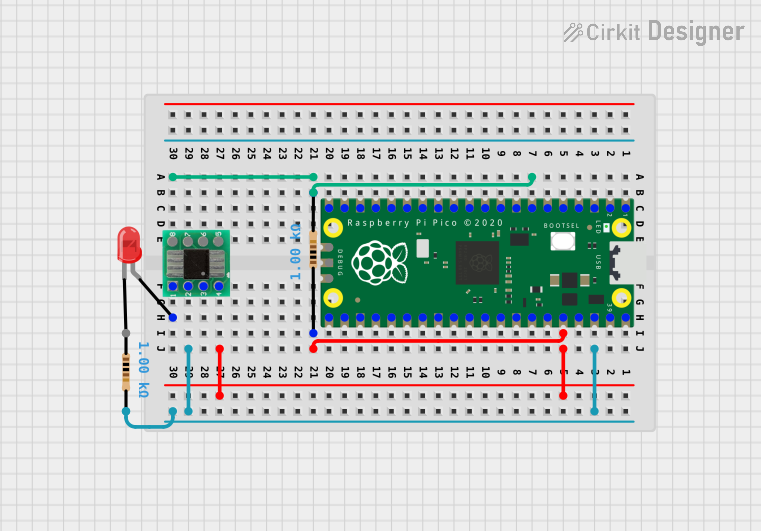 Cirkit Designer
30 29 28 27 26 25 24 23 22 21 20 19 18 17 16 15 14 13 12 11 10 9 8 7 6 5 4 3 2 1
A A
B B
C C
D D
E E
Raspberry Pi Pico ©2020
BOOTSEL
LED
USB
DEBUG
1.00 kΩ
8 7 6 5
1 2 3 4
F F
G G
H H
I I
J J
39
1.00 kΩ
30 29 28 27 26 25 24 23 22 21 20 19 18 17 16 15 14 13 12 11 10 9 8 7 6 5 4 3 2 1